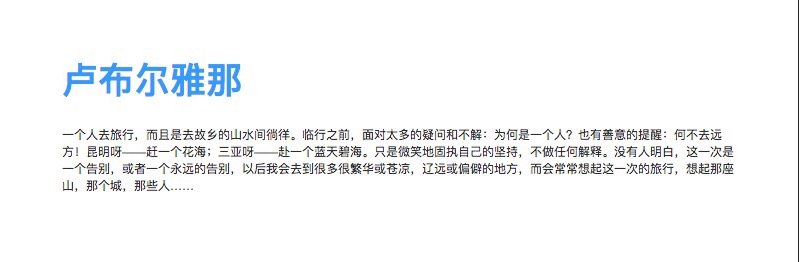 卢布尔雅那
一个人去旅行，而且是去故乡的山水间徜徉。临行之前，面对太多的疑问和不解：为何是一个人？也有善意的提醒：何不去远
方！昆明呀——赶一个花海；三亚呀——赴一个蓝天碧海。只是微笑地固执自己的坚持，不做任何解释。没有人明白，这一次是
一个告别，或者一个永远的告别，以后我会去到很多很繁华或苍凉，辽远或偏僻的地方，而会常常想起这一次的旅行，想起那座
山，那个城，那些人……